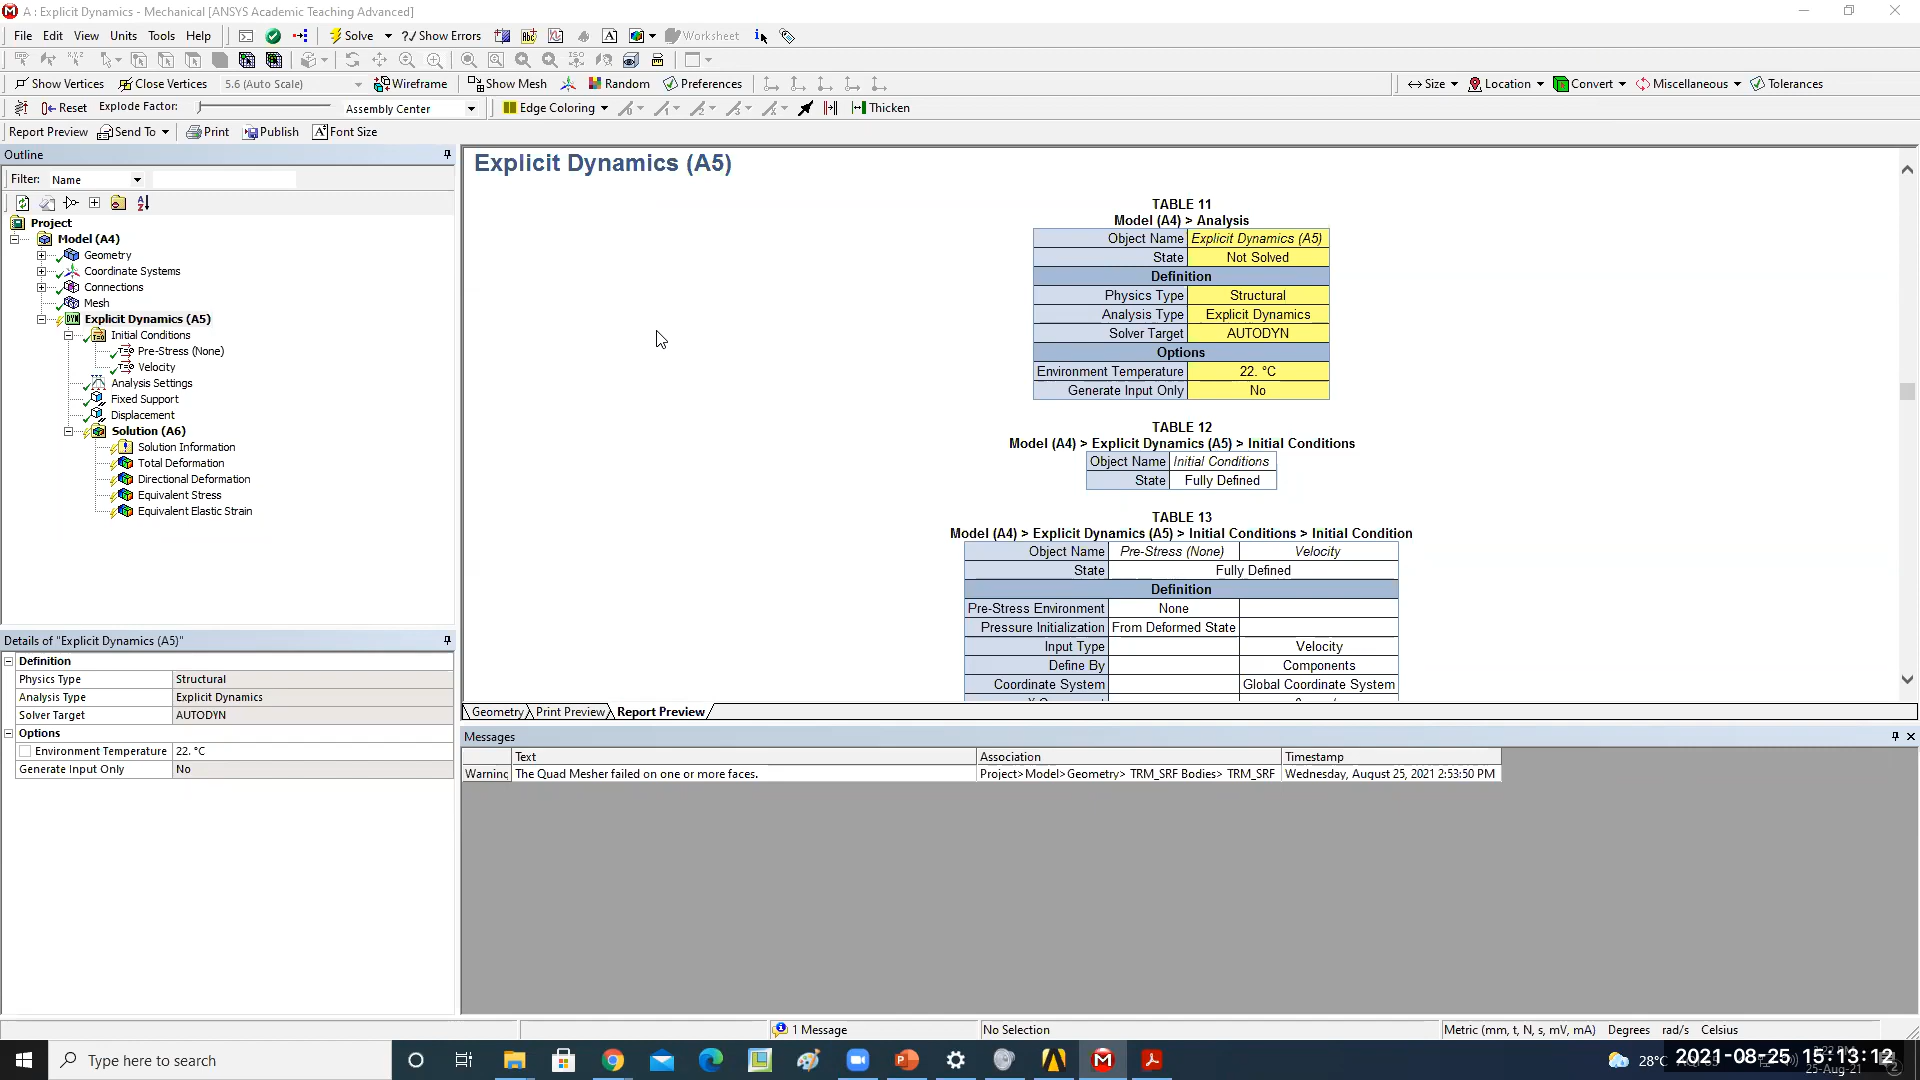 A : Explicit Dynamics - Mechanical [ANSYS Academic Teaching Advanced]
File Edit View Units Tools Help Solve ?/ Show Errors Worksheet
Show Vertices Close Vertices 5.6 (Auto Scale) Wireframe Show Mesh Random Preferences Size Location Convert Miscellaneous Tolerances
Reset Explode Factor: Assembly Center Edge Coloring Thicken
Report Preview Send To Print Publish Font Size
Outline
Filter: Name
Project
Model (A4)
Geometry
Coordinate Systems
Connections
Mesh
Explicit Dynamics (A5)
Initial Conditions
Pre-Stress (None)
Velocity
Analysis Settings
Fixed Support
Displacement
Solution (A6)
Solution Information
Total Deformation
Directional Deformation
Equivalent Stress
Equivalent Elastic Strain
Details of "Explicit Dynamics (A5)"
Definition
Physics Type Structural
Analysis Type Explicit Dynamics
Solver Target AUTODYN
Options
Environment Temperature 22. °C
Generate Input Only No
Explicit Dynamics (A5)
TABLE 11
Model (A4) > Analysis
Object Name Explicit Dynamics (A5)
State Not Solved
Definition
Physics Type Structural
Analysis Type Explicit Dynamics
Solver Target AUTODYN
Options
Environment Temperature 22. °C
Generate Input Only No
TABLE 12
Model (A4) > Explicit Dynamics (A5) > Initial Conditions
Object Name Initial Conditions
State Fully Defined
TABLE 13
Model (A4) > Explicit Dynamics (A5) > Initial Conditions > Initial Condition
Object Name Pre-Stress (None) Velocity
State Fully Defined
Definition
Pre-Stress Environment None
Pressure Initialization From Deformed State
Input Type Velocity
Define By Components
Coordinate System Global Coordinate System
Geometry Print Preview Report Preview
Messages
Text Association Timestamp
Warning The Quad Mesher failed on one or more faces. Project>Model>Geometry> TRM_SRF Bodies> TRM_SRF Wednesday, August 25, 2021 2:53:50 PM
1 Message No Selection Metric (mm, t, N, s, mV, mA) Degrees rad/s Celsius
Type here to search 28°C 2021-08-25 15:13:12
25-Aug-21